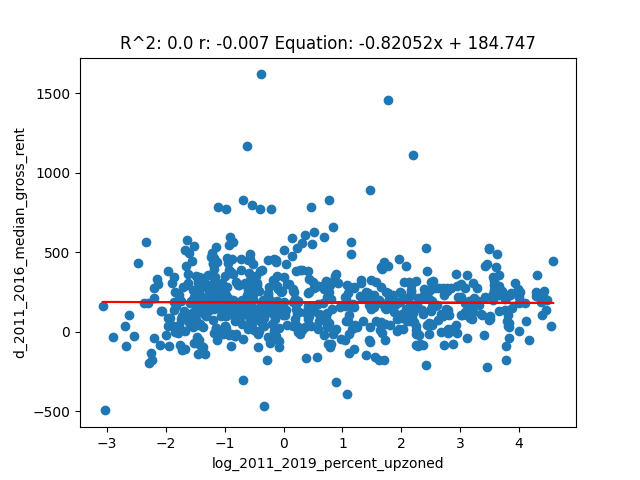 R^2: 0.0 r: -0.007 Equation: -0.82052x + 184.747
1500
1000
500
0
−500
d_2011_2016_median_gross_rent
−3 −2 −1 0 1 2 3 4
log_2011_2019_percent_upzoned